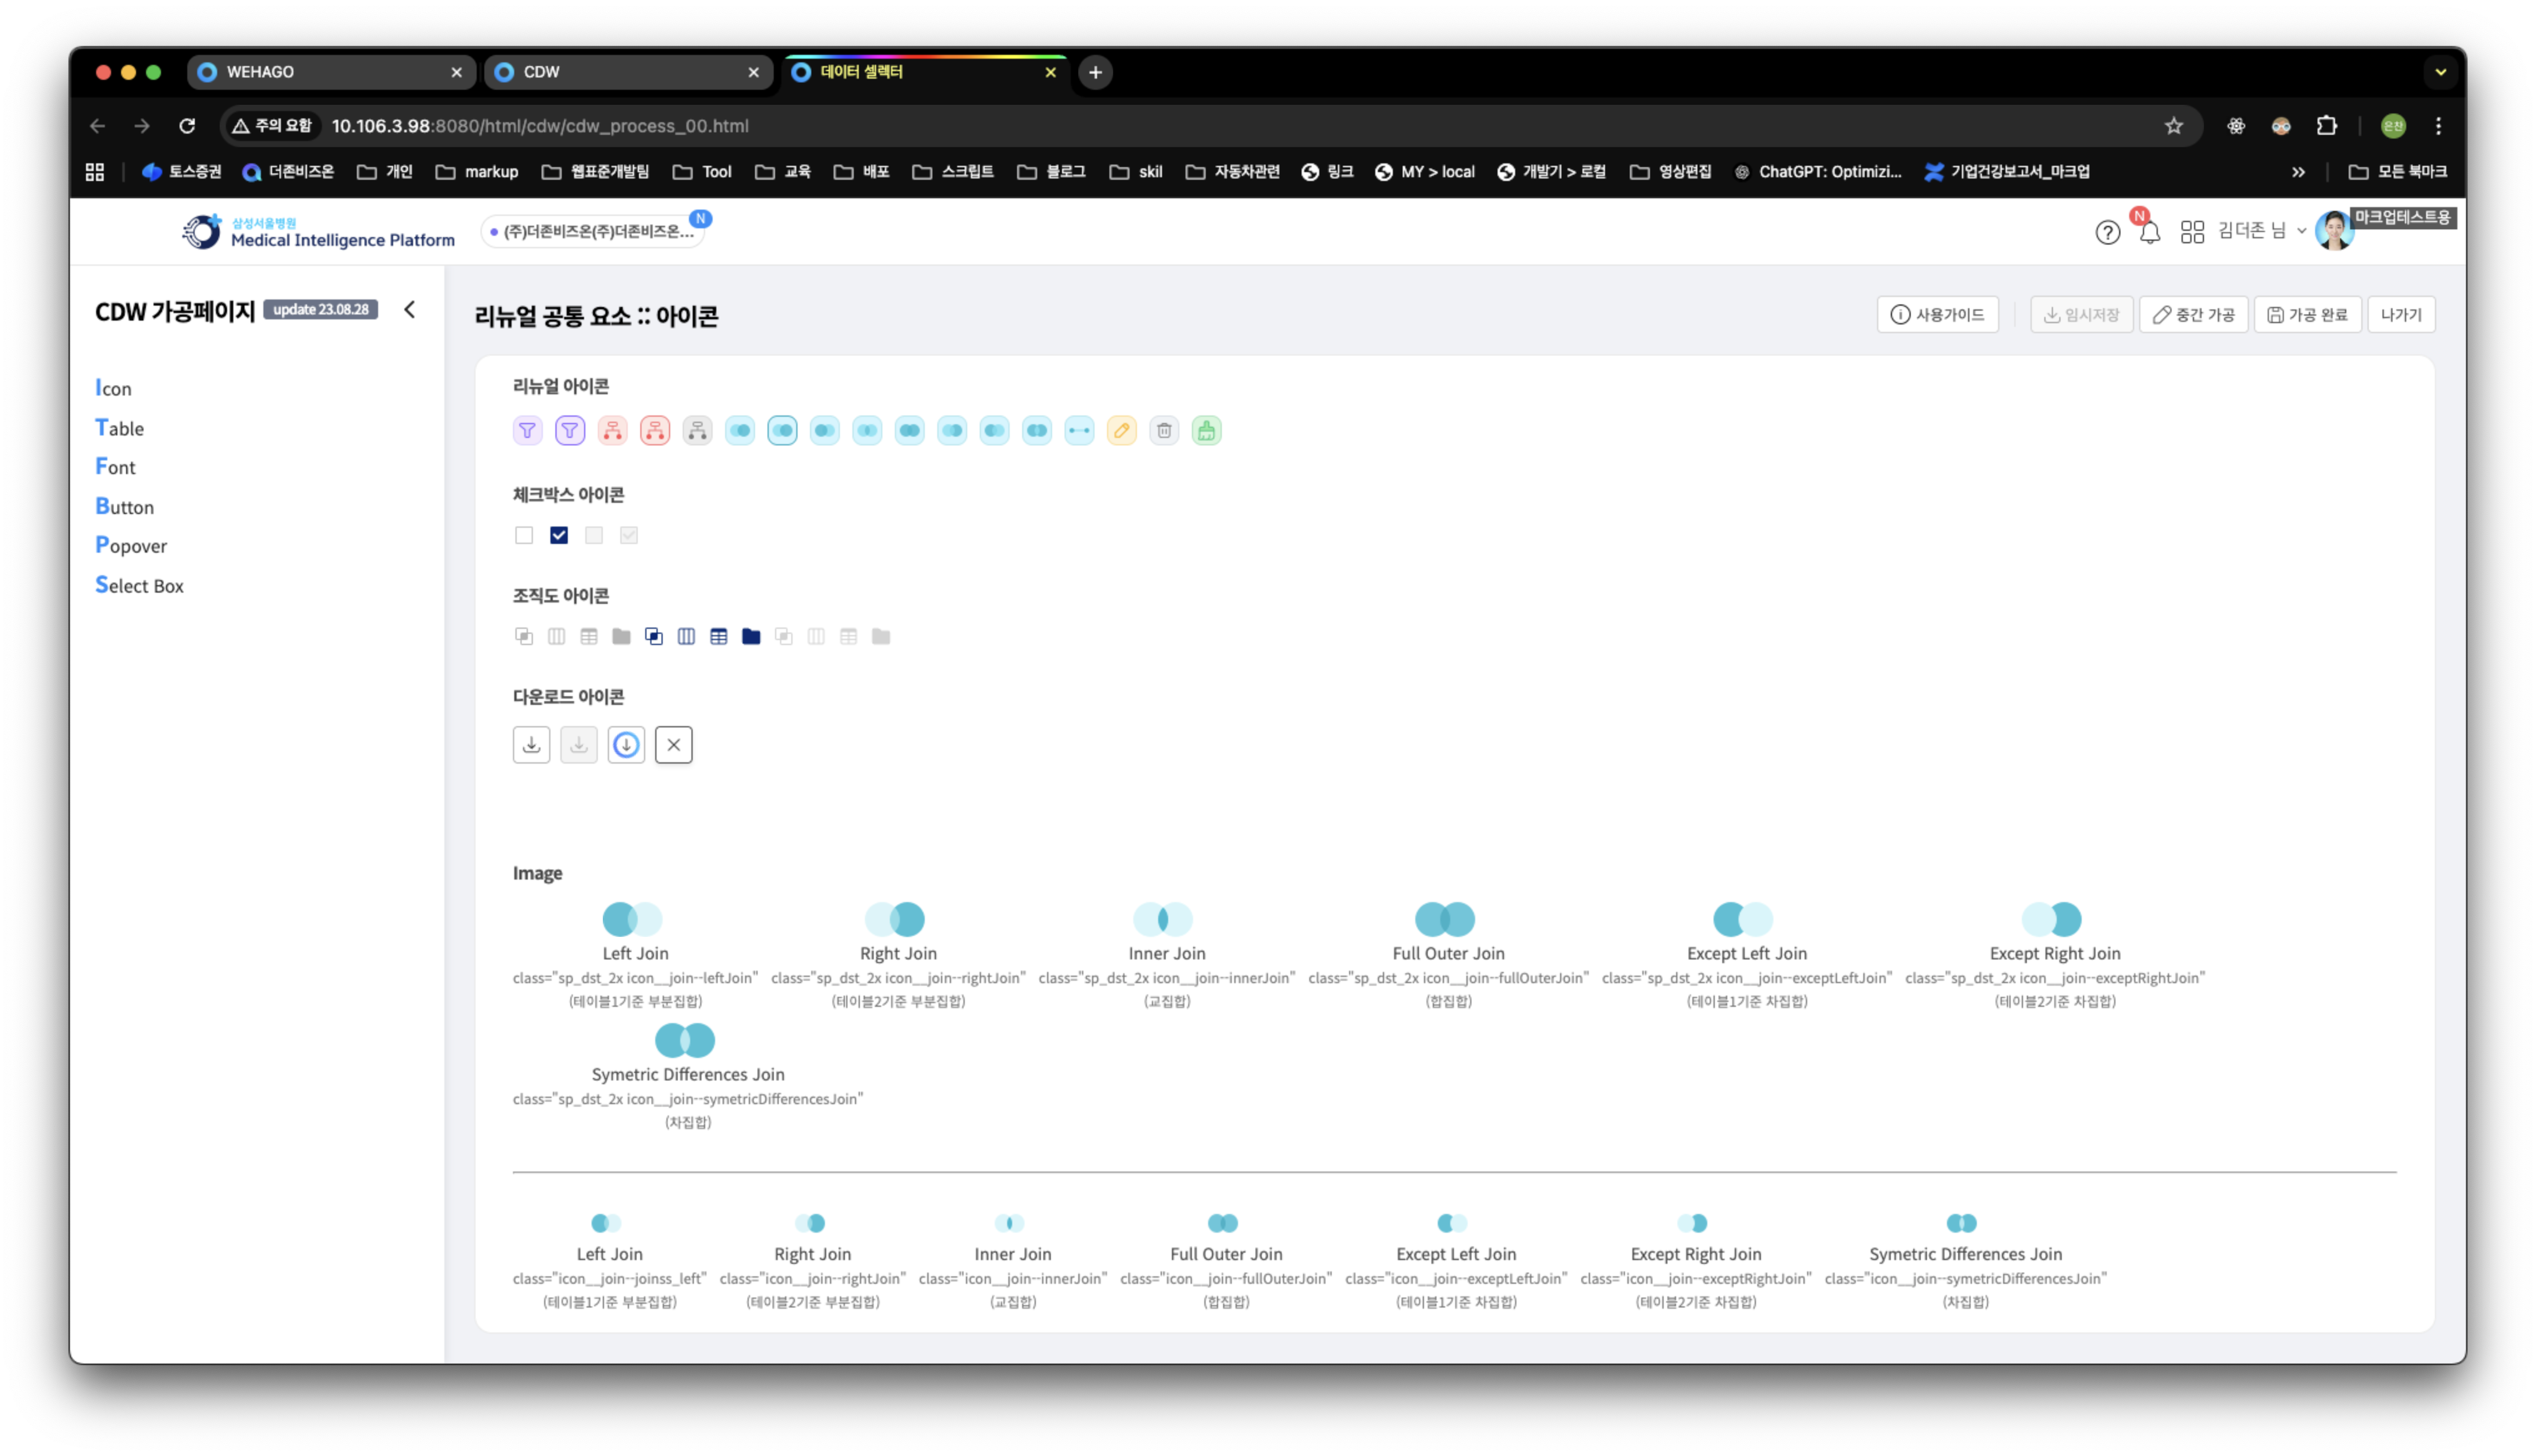 WEHAGO
CDW
데이터 셀렉터
주의 요함
10.106.3.98:8080/html/cdw/cdw_process_00.html
은찬
토스증권
더존비즈온
개인
markup
웹표준개발팀
Tool
교육
배포
스크립트
블로그
skil
자동차관련
링크
MY > local
개발기 > 로컬
영상편집
ChatGPT: Optimizi...
기업건강보고서_마크업
모든 북마크
삼성서울병원
Medical Intelligence Platform
(주)더존비즈온(주)더존비즈온...
N
N
김더존 님
마크업테스트용
CDW 가공페이지
update 23.08.28
Icon
Table
Font
Button
Popover
Select Box
리뉴얼 공통 요소 :: 아이콘
사용가이드
임시저장
중간 가공
가공 완료
나가기
리뉴얼 아이콘
체크박스 아이콘
조직도 아이콘
다운로드 아이콘
Image
Left Join
class="sp_dst_2x icon__join--leftJoin"
(테이블1기준 부분집합)
Right Join
class="sp_dst_2x icon__join--rightJoin"
(테이블2기준 부분집합)
Inner Join
class="sp_dst_2x icon__join--innerJoin"
(교집합)
Full Outer Join
class="sp_dst_2x icon__join--fullOuterJoin"
(합집합)
Except Left Join
class="sp_dst_2x icon__join--exceptLeftJoin"
(테이블1기준 차집합)
Except Right Join
class="sp_dst_2x icon__join--exceptRightJoin"
(테이블2기준 차집합)
Symetric Differences Join
class="sp_dst_2x icon__join--symetricDifferencesJoin"
(차집합)
Left Join
class="icon__join--joinss_left"
(테이블1기준 부분집합)
Right Join
class="icon__join--rightJoin"
(테이블2기준 부분집합)
Inner Join
class="icon__join--innerJoin"
(교집합)
Full Outer Join
class="icon__join--fullOuterJoin"
(합집합)
Except Left Join
class="icon__join--exceptLeftJoin"
(테이블1기준 차집합)
Except Right Join
class="icon__join--exceptRightJoin"
(테이블2기준 차집합)
Symetric Differences Join
class="icon__join--symetricDifferencesJoin"
(차집합)